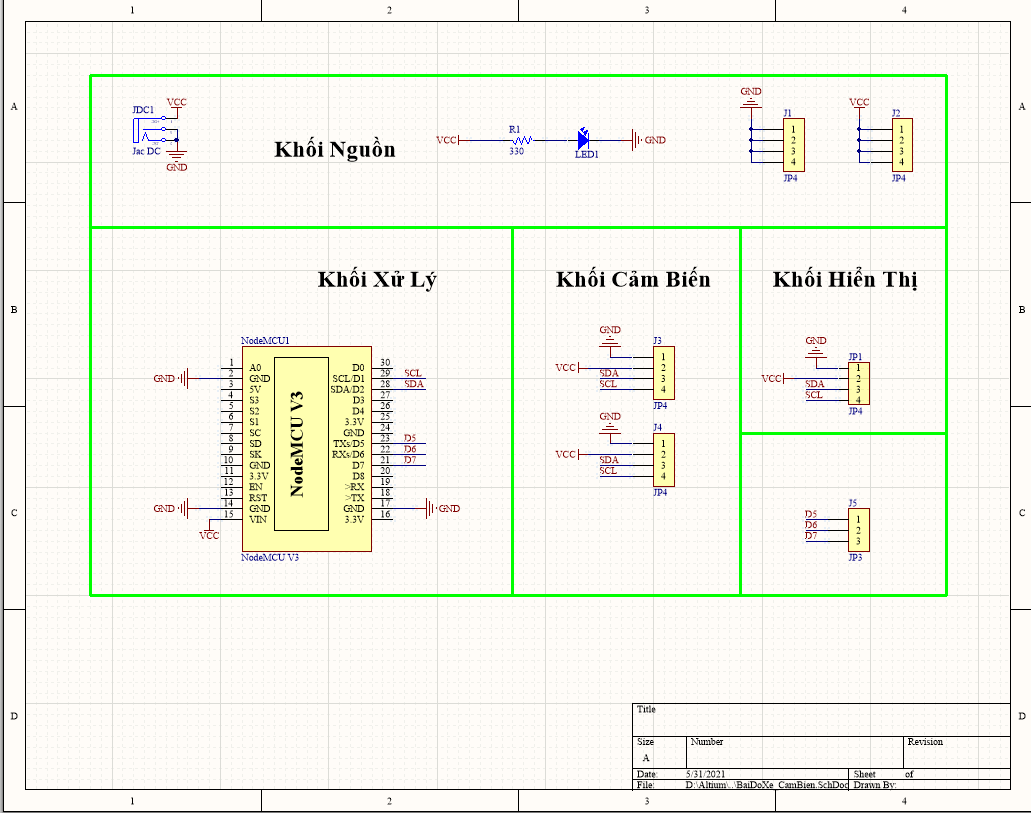 1 2 3 4
A A
B B
C C
D D
1 2 3 4
JDC1
VCC
Jac DC
GND
Khối Nguồn
VCC
R1
330
LED1
GND
GND
J1
1
2
3
4
JP4
VCC
J2
1
2
3
4
JP4
Khối Xử Lý
NodeMCU1
1 A0 D0 30
GND 2 GND SCL/D1 29 SCL
3 5V SDA/D2 28 SDA
4 S3 D3 27
5 S2 D4 26
6 S1 3.3V 25
7 SC GND 24
8 SD TXs/D5 23 D5
9 SK RXs/D6 22 D6
10 GND D7 21 D7
11 3.3V D8 20
12 EN >RX 19
13 RST >TX 18
GND 14 GND GND 17 GND
15 VIN 3.3V 16
VCC
NodeMCU V3
NodeMCU V3
Khối Cảm Biến
GND
J3
1
VCC 2
SDA 3
SCL 4
JP4
GND
J4
1
VCC 2
SDA 3
SCL 4
JP4
Khối Hiển Thị
GND
JP1
1
VCC 2
SDA 3
SCL 4
JP4
J5
D5 1
D6 2
D7 3
JP3
Title
Size Number Revision
A
Date: 5/31/2021 Sheet of
File: D:\Altium\..\BaiDoXe_CamBien.SchDoc Drawn By: